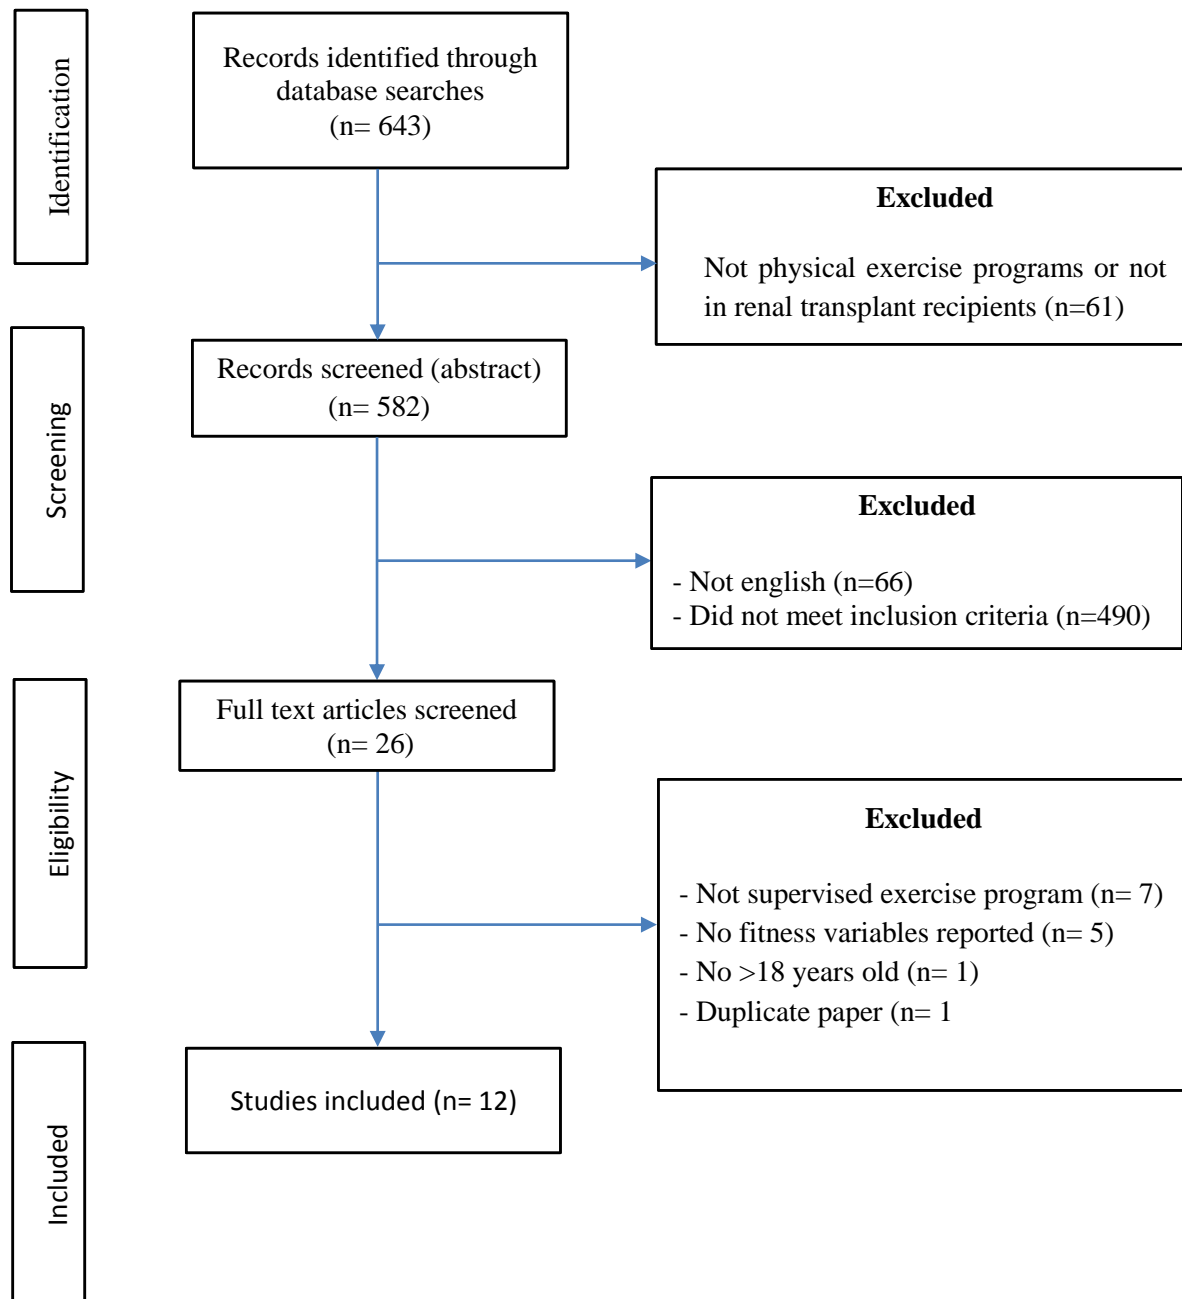 Identification
Records identified through
database searches
(n= 643)
Excluded
Not physical exercise programs or not
in renal transplant recipients (n=61)
Screening
Records screened (abstract)
(n= 582)
Excluded
- Not english (n=66)
- Did not meet inclusion criteria (n=490)
Eligibility
Full text articles screened
(n= 26)
Excluded
- Not supervised exercise program (n= 7)
- No fitness variables reported (n= 5)
- No >18 years old (n= 1)
- Duplicate paper (n= 1
Included
Studies included (n= 12)